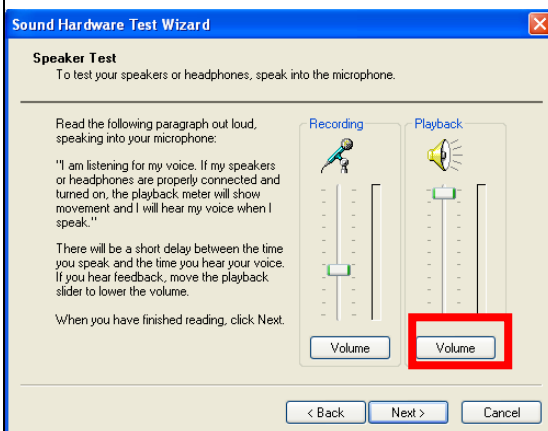 Sound Hardware Test Wizard
Speaker Test
To test your speakers or headphones, speak into the microphone.
Read the following paragraph out loud,
speaking into your microphone:
"I am listening for my voice. If my speakers
or headphones are properly connected and
turned on, the playback meter will show
movement and I will hear my voice when I
speak."
There will be a short delay between the time
you speak and the time you hear your voice.
If you hear feedback, move the playback
slider to lower the volume.
When you have finished reading, click Next.
Recording
Playback
Volume
Volume
< Back
Next >
Cancel